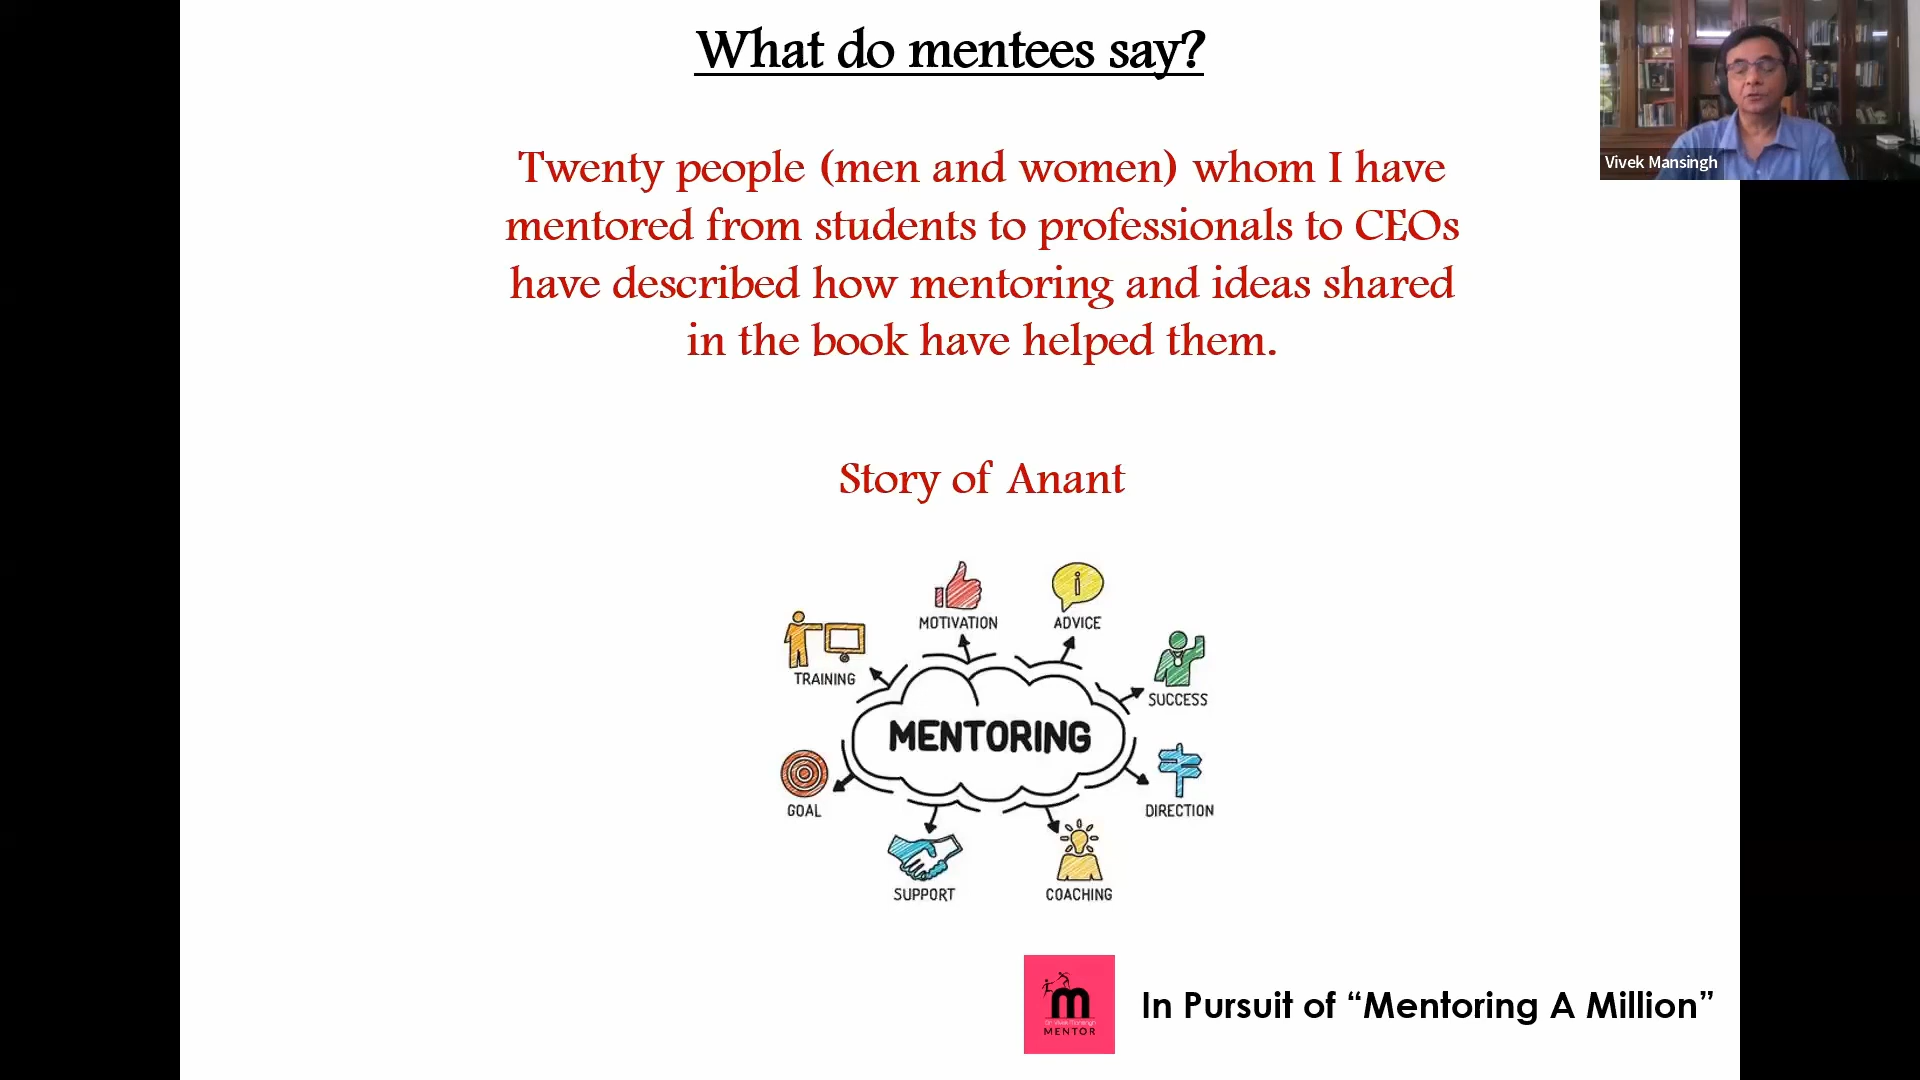 What do mentees say?
Vivek Mansingh
Twenty people (men and women) whom I have
mentored from students to professionals to CEOs
have described how mentoring and ideas shared
in the book have helped them.
Story of Anant
MOTIVATION
ADVICE
TRAINING
SUCCESS
MENTORING
GOAL
DIRECTION
SUPPORT
COACHING
m
MENTOR
In Pursuit of “Mentoring A Million”